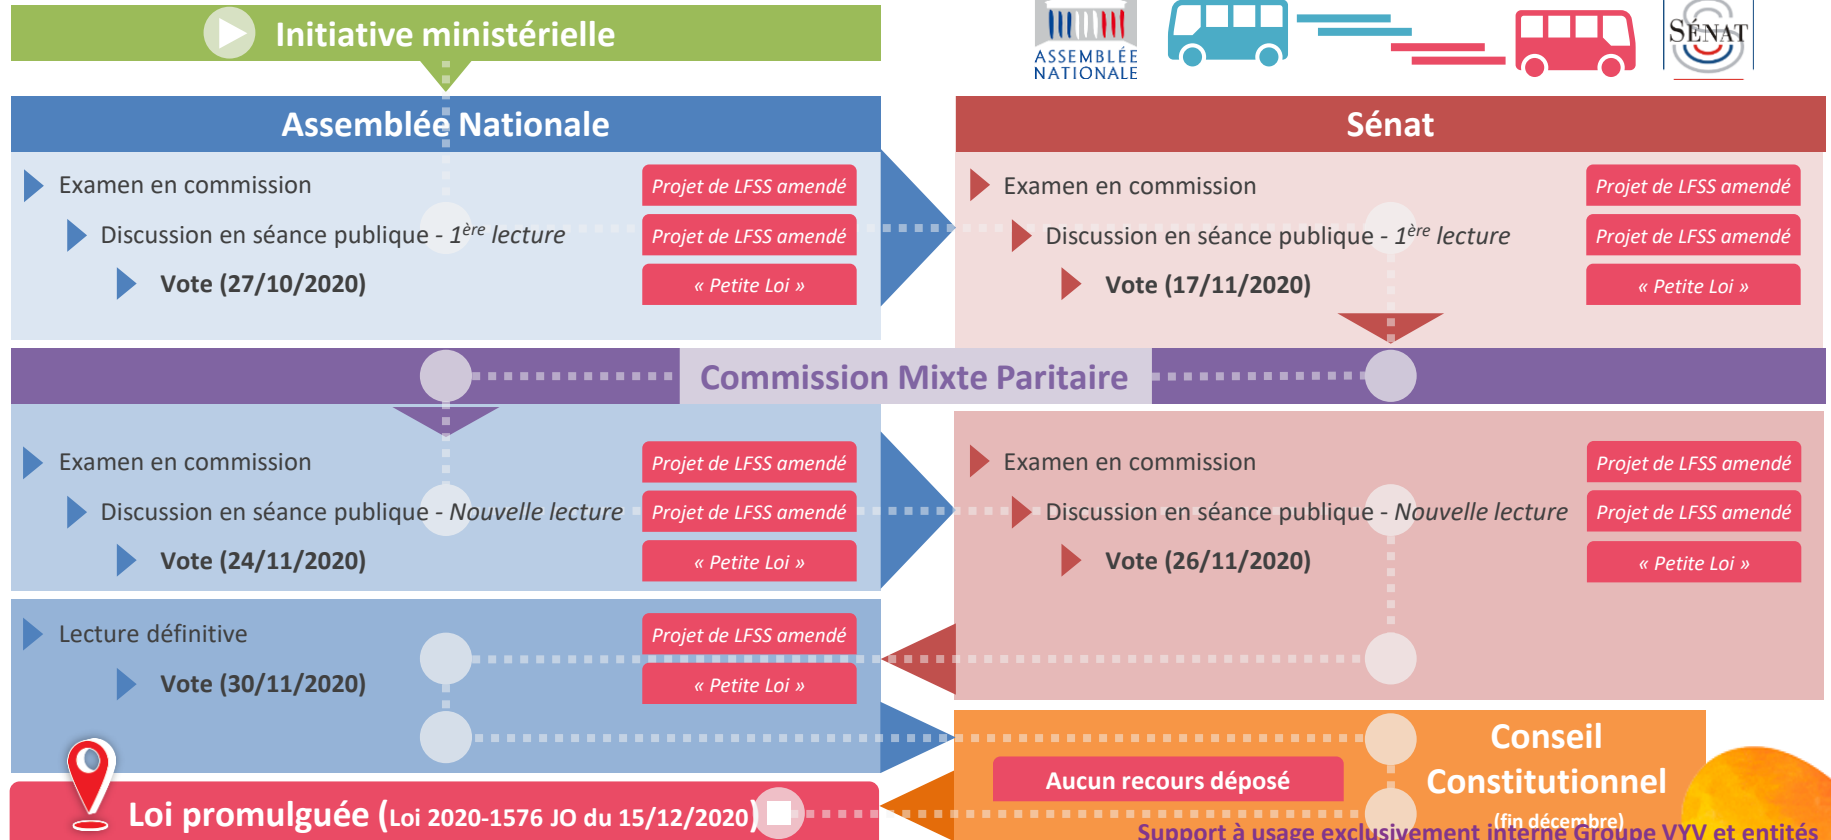 Initiative ministérielle
ASSEMBLÉE
NATIONALE
SÉNAT
Assemblée Nationale
Examen en commission
Projet de LFSS amendé
Discussion en séance publique - 1ère lecture
Projet de LFSS amendé
Vote (27/10/2020)
« Petite Loi »
Sénat
Examen en commission
Projet de LFSS amendé
Discussion en séance publique - 1ère lecture
Projet de LFSS amendé
Vote (17/11/2020)
« Petite Loi »
Commission Mixte Paritaire
Examen en commission
Projet de LFSS amendé
Discussion en séance publique - Nouvelle lecture
Projet de LFSS amendé
Vote (24/11/2020)
« Petite Loi »
Examen en commission
Projet de LFSS amendé
Discussion en séance publique - Nouvelle lecture
Projet de LFSS amendé
Vote (26/11/2020)
« Petite Loi »
Lecture définitive
Projet de LFSS amendé
Vote (30/11/2020)
« Petite Loi »
Conseil
Constitutionnel
(fin décembre)
Aucun recours déposé
Loi promulguée (Loi 2020-1576 JO du 15/12/2020)
Support à usage exclusivement interne Groupe VYV et entités